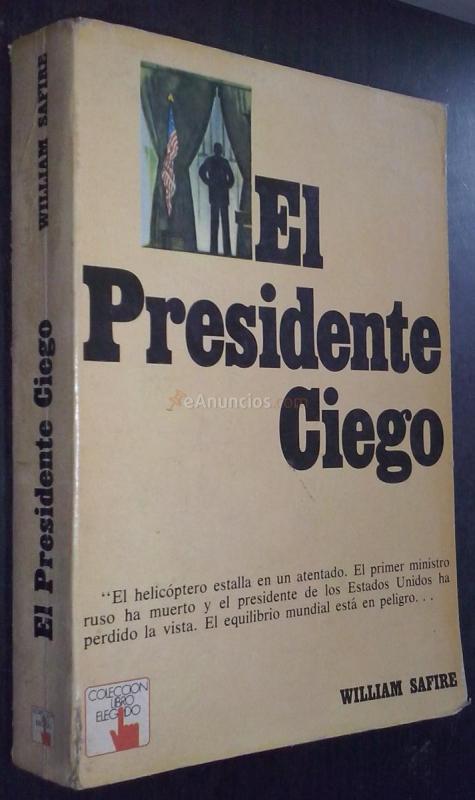 WILLIAM SAFIRE
El Presidente Ciego
El
Presidente
Ciego
eAnuncios.com
“El helicóptero estalla en un atentado. El primer ministro
ruso ha muerto y el presidente de los Estados Unidos ha
perdido la vista. El equilibrio mundial está en peligro...
WILLIAM SAFIRE
COLECCION
LIBRO
ELEGIDO